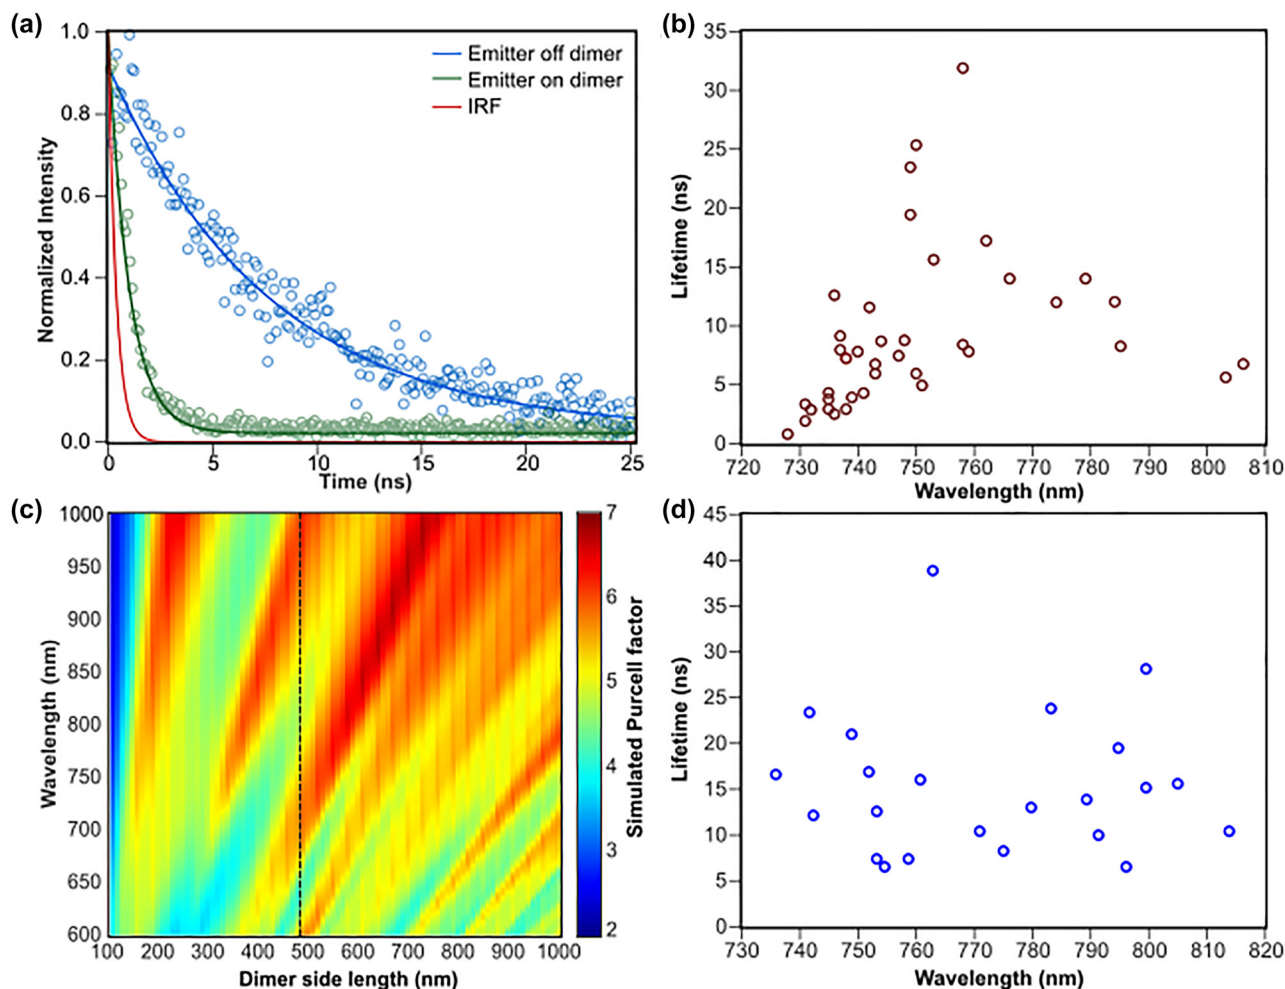 (a)
1.0
0.8
0.6
0.4
0.2
0.0
Normalized Intensity
Emitter off dimer
Emitter on dimer
IRF
0 5 10 15 20 25
Time (ns)
(b)
35
30
25
20
15
10
5
0
Lifetime (ns)
720 730 740 750 760 770 780 790 800 810
Wavelength (nm)
(c)
1000
950
900
850
800
750
700
650
600
Wavelength (nm)
100 200 300 400 500 600 700 800 900 1000
Dimer side length (nm)
7
6
5
4
3
2
Simulated Purcell factor
(d)
45
40
35
30
25
20
15
10
5
0
Lifetime (ns)
730 740 750 760 770 780 790 800 810 820
Wavelength (nm)